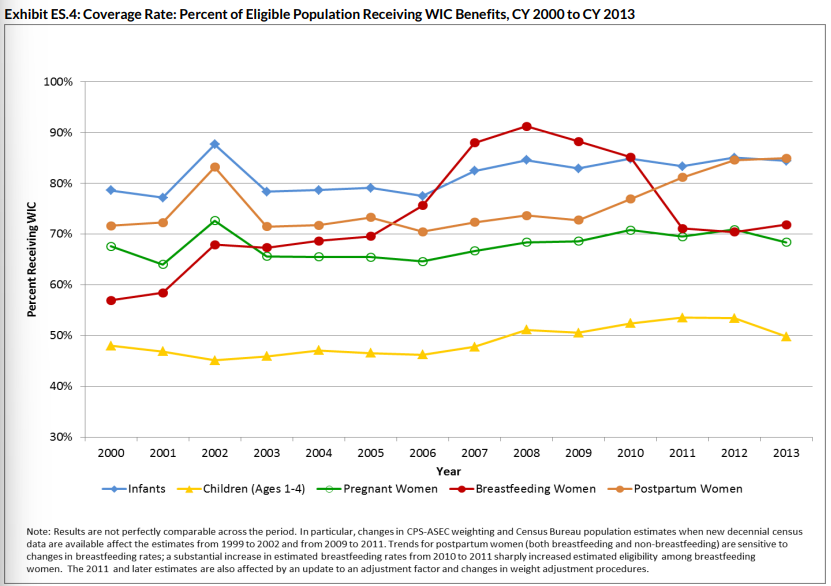 Exhibit ES.4: Coverage Rate: Percent of Eligible Population Receiving WIC Benefits, CY 2000 to CY 2013
100%
90%
80%
70%
60%
50%
40%
30%
Percent Receiving WIC
2000 2001 2002 2003 2004 2005 2006 2007 2008 2009 2010 2011 2012 2013
Year
Infants Children (Ages 1-4) Pregnant Women Breastfeeding Women Postpartum Women
Note: Results are not perfectly comparable across the period. In particular, changes in CPS-ASEC weighting and Census Bureau population estimates when new decennial census
data are available affect the estimates from 1999 to 2002 and from 2009 to 2011. Trends for postpartum women (both breastfeeding and non-breastfeeding) are sensitive to
changes in breastfeeding rates; a substantial increase in estimated breastfeeding rates from 2010 to 2011 sharply increased estimated eligibility among breastfeeding
women. The 2011 and later estimates are also affected by an update to an adjustment factor and changes in weight adjustment procedures.